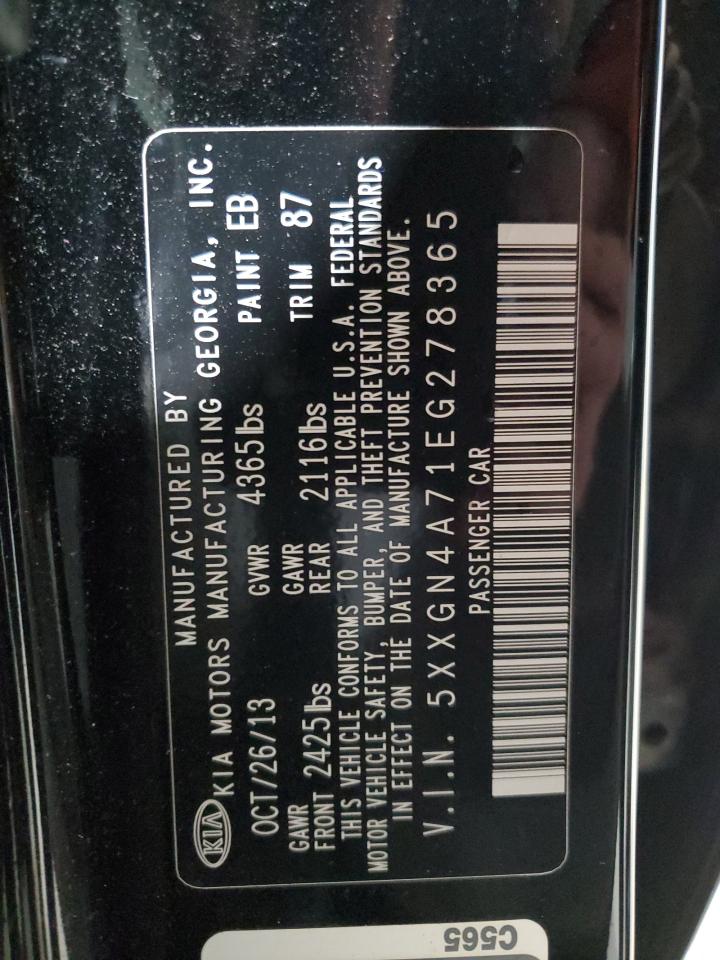 MANUFACTURED BY
KIA KIA MOTORS MANUFACTURING GEORGIA, INC.
OCT/26/13 GVWR 4365lbs PAINT EB
GAWR FRONT 2425lbs GAWR REAR 2116lbs TRIM 87
THIS VEHICLE CONFORMS TO ALL APPLICABLE U.S.A. FEDERAL
MOTOR VEHICLE SAFETY, BUMPER, AND THEFT PREVENTION STANDARDS
IN EFFECT ON THE DATE OF MANUFACTURE SHOWN ABOVE.
V.I.N. 5XXGN4A71EG278365
PASSENGER CAR
C565